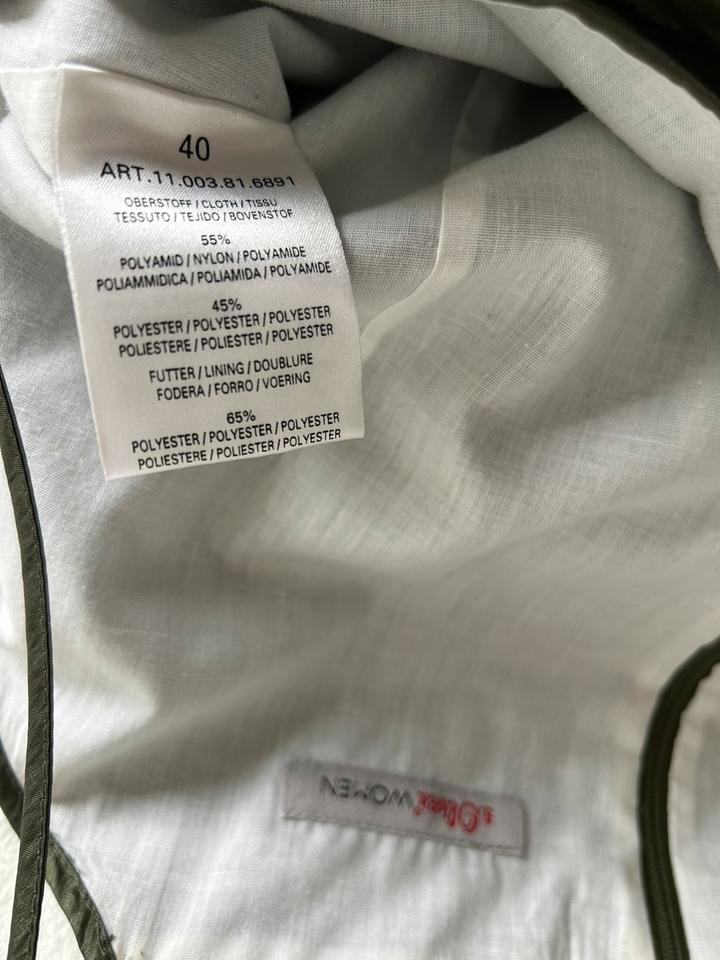 40
ART.11.003.81.6891
OBERSTOFF / CLOTH / TISSU
TESSUTO / TEJIDO / BOVENSTOF
55%
POLYAMID / NYLON / POLYAMIDE
POLIAMMIDICA / POLIAMIDA / POLYAMIDE
45%
POLYESTER / POLYESTER / POLYESTER
POLIESTERE / POLIESTER / POLYESTER
FUTTER / LINING / DOUBLURE
FODERA / FORRO / VOERING
65%
POLYESTER / POLYESTER / POLYESTER
POLIESTERE / POLIESTER / POLYESTER
s.Oliver WOMEN